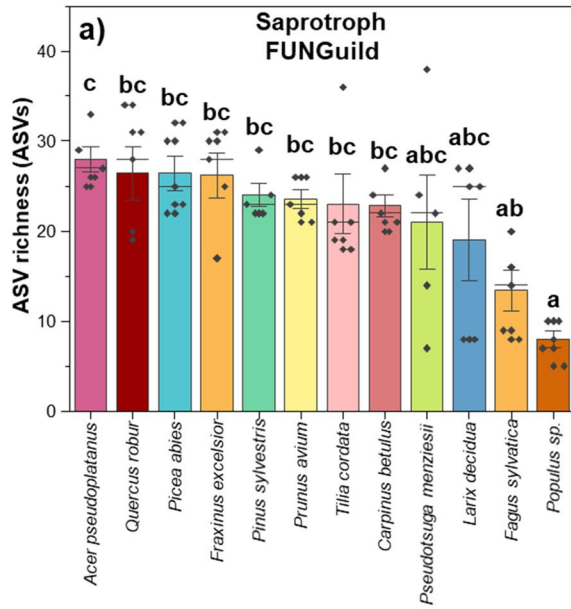 a)
Saprotroph
FUNGuild
ASV richness (ASVs)
40
30
20
10
0
c
bc
bc
bc
bc
bc
bc
bc
abc
abc
ab
a
Acer pseudoplatanus
Quercus robur
Picea abies
Fraxinus excelsior
Pinus sylvestris
Prunus avium
Tilia cordata
Carpinus betulus
Pseudotsuga menziesii
Larix decidua
Fagus sylvatica
Populus sp.